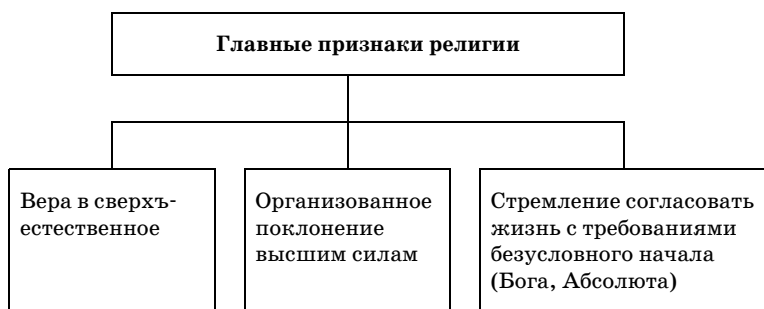 Главные признаки религии
Вера в сверхъ-
естественное
Организованное
поклонение
высшим силам
Стремление согласовать
жизнь с требованиями
безусловного начала
(Бога, Абсолюта)